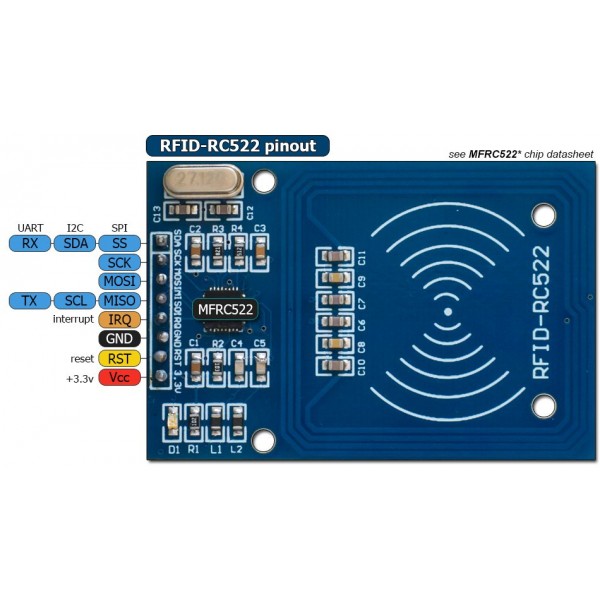 RFID-RC522 pinout
see MFRC522* chip datasheet
27.12
C13
C12
UART I2C SPI
RX SDA SS
SCK
MOSI
TX SCL MISO
interrupt IRQ
GND
reset RST
+3.3v Vcc
SDA SCK MOSI MISO IRQ GND RST 3.3V
C2 R3 R4 C3
MFRC522
C1 R2 C4 C5
D1 R1 L1 L2
C11
C9
C7
C6
C8
C10
RFID-RC522